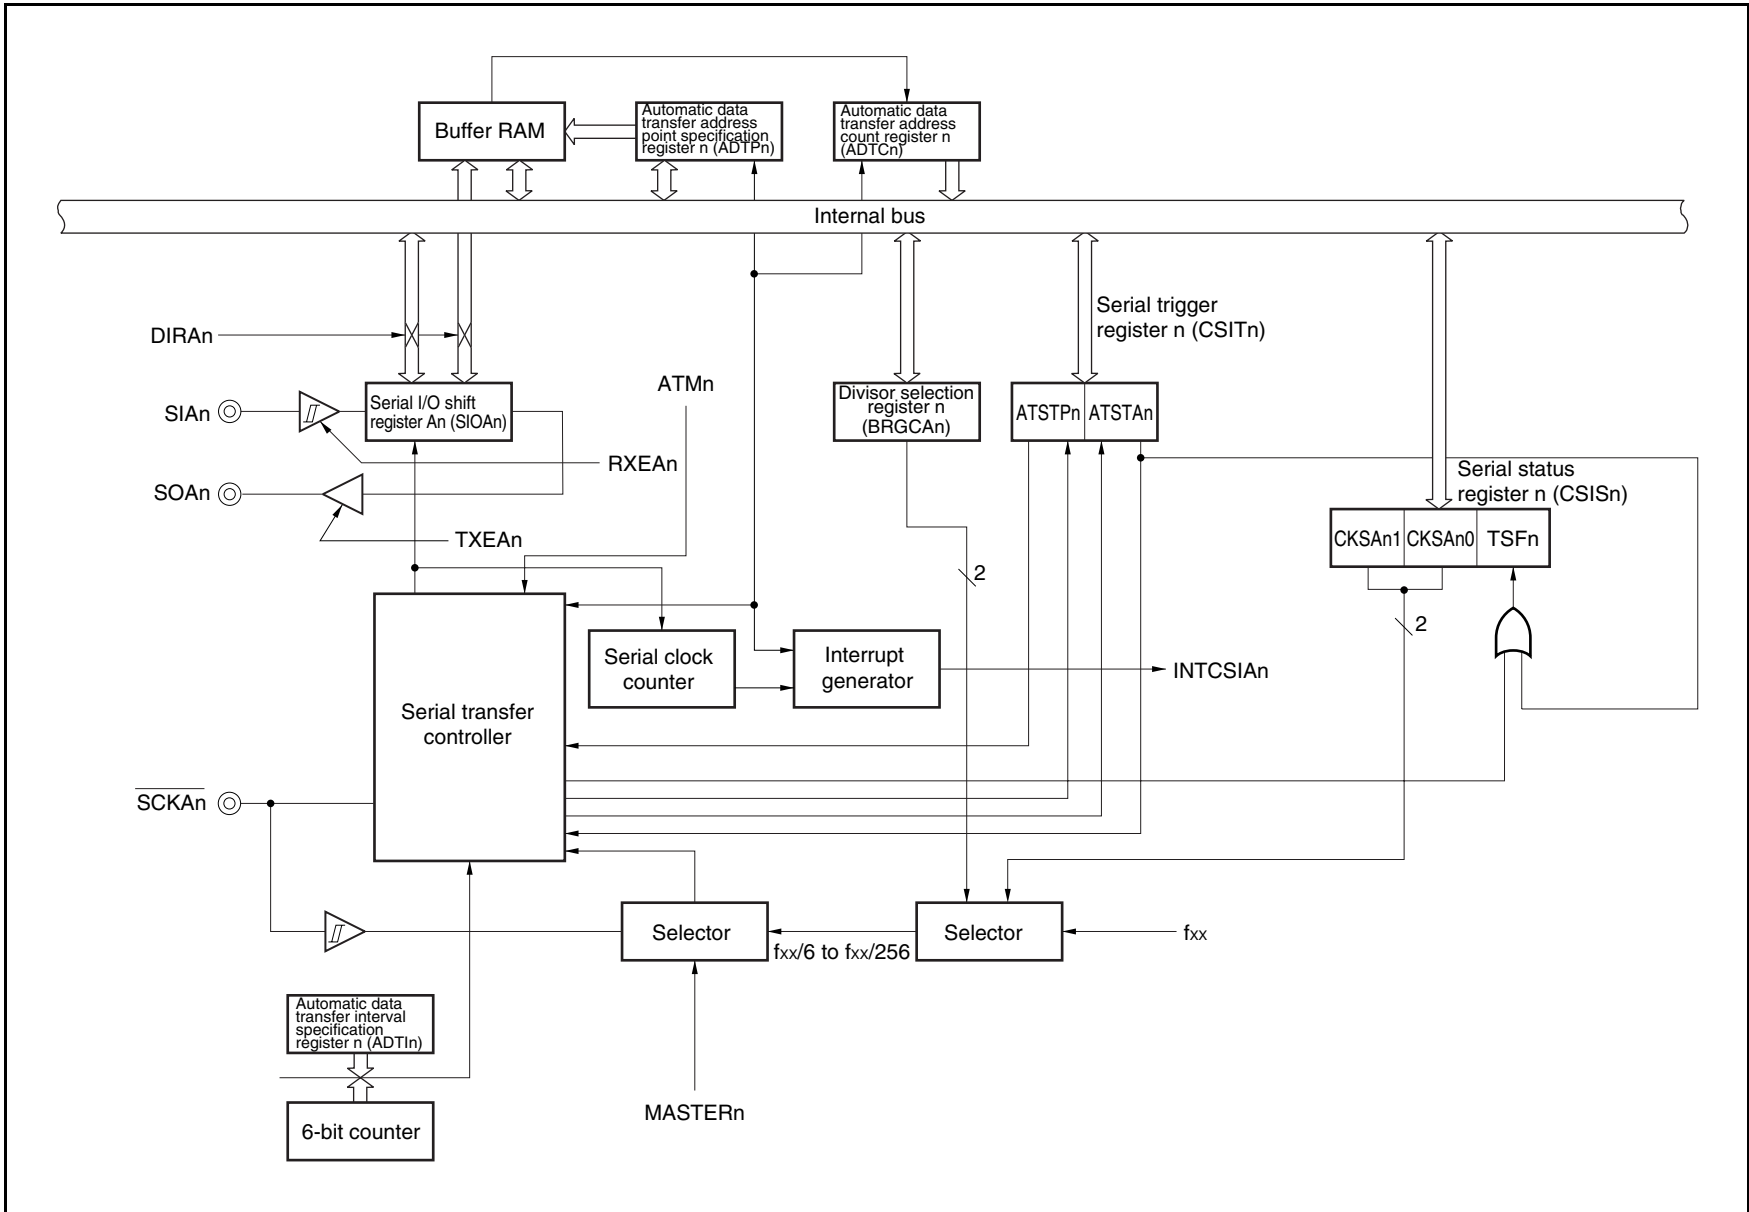 Buffer RAM
Automatic data
transfer address
point specification
register n (ADTPn)
Automatic data
transfer address
count register n
(ADTCn)
Internal bus
DIRAn
Serial trigger
register n (CSITn)
SIAn
Serial I/O shift
register An (SIOAn)
ATMn
Divisor selection
register n
(BRGCAn)
ATSTPn
ATSTAn
RXEAn
SOAn
Serial status
register n (CSISn)
TXEAn
CKSAn1
CKSAn0
TSFn
2
2
Serial clock
counter
Interrupt
generator
INTCSIAn
Serial transfer
controller
SCKAn
Selector
fxx/6 to fxx/256
Selector
fxx
Automatic data
transfer interval
specification
register n (ADTIn)
MASTERn
6-bit counter